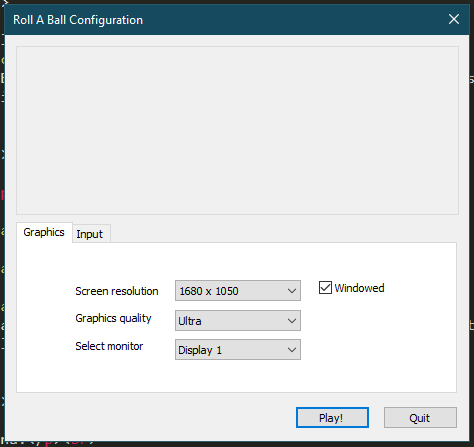 Roll A Ball Configuration
Graphics
Input
Screen resolution
1680 x 1050
Windowed
Graphics quality
Ultra
Select monitor
Display 1
Play!
Quit